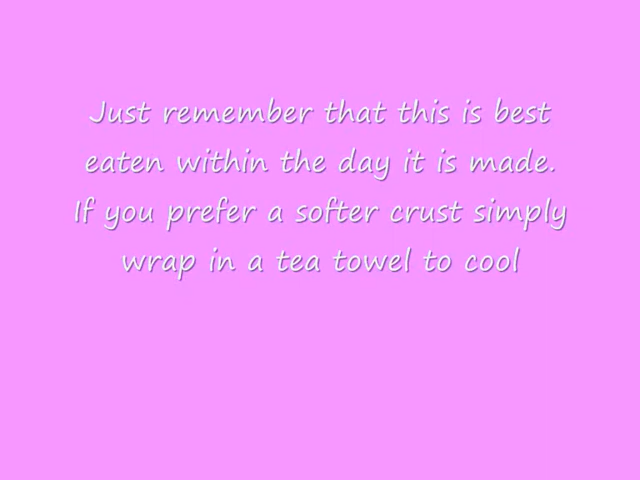 Just remember that this is best
eaten within the day it is made.
If you prefer a softer crust simply
wrap in a tea towel to cool